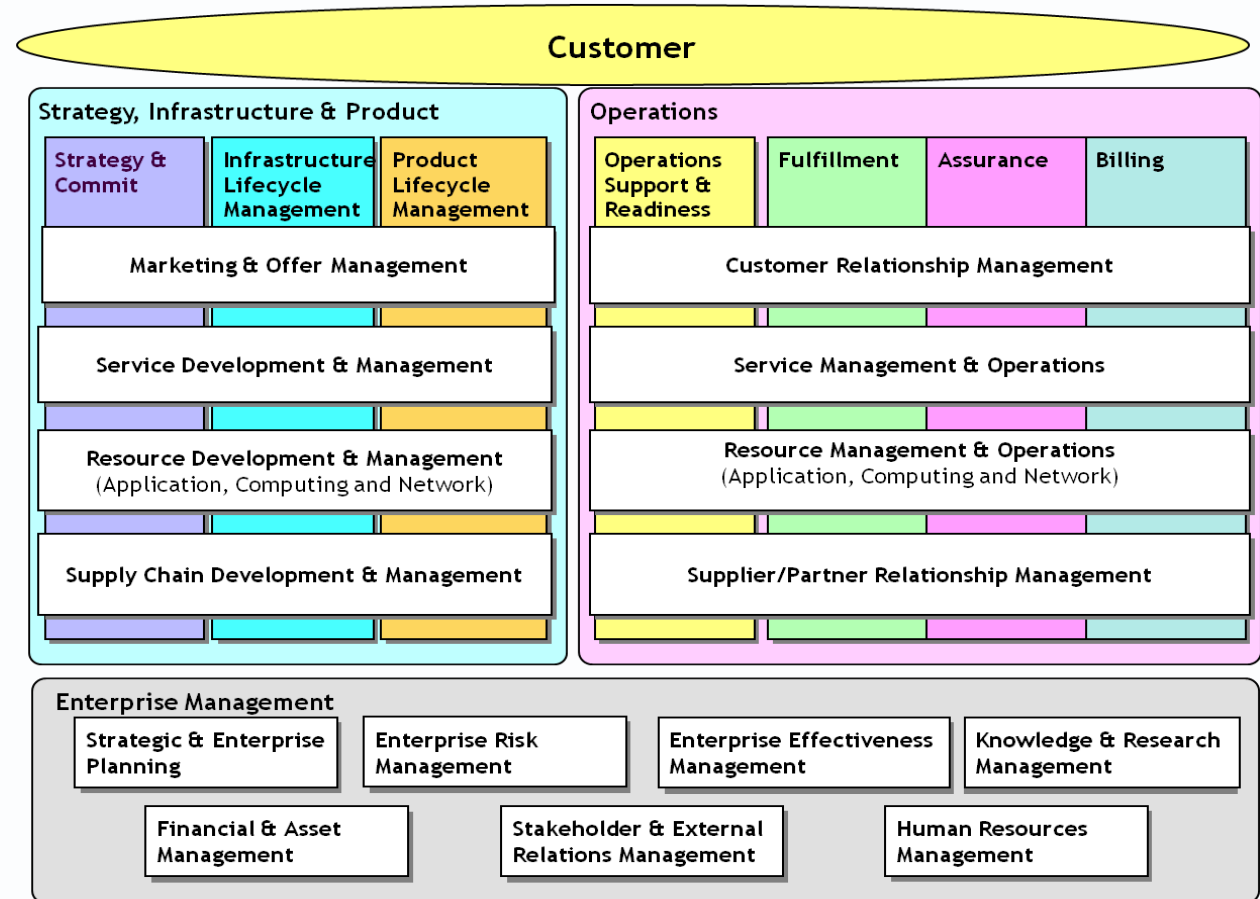 Customer
Strategy, Infrastructure & Product
Strategy &
Commit
Infrastructure
Lifecycle
Management
Product
Lifecycle
Management
Marketing & Offer Management
Service Development & Management
Resource Development & Management
(Application, Computing and Network)
Supply Chain Development & Management
Operations
Operations
Support &
Readiness
Fulfillment
Assurance
Billing
Customer Relationship Management
Service Management & Operations
Resource Management & Operations
(Application, Computing and Network)
Supplier/Partner Relationship Management
Enterprise Management
Strategic & Enterprise
Planning
Enterprise Risk
Management
Enterprise Effectiveness
Management
Knowledge & Research
Management
Financial & Asset
Management
Stakeholder & External
Relations Management
Human Resources
Management